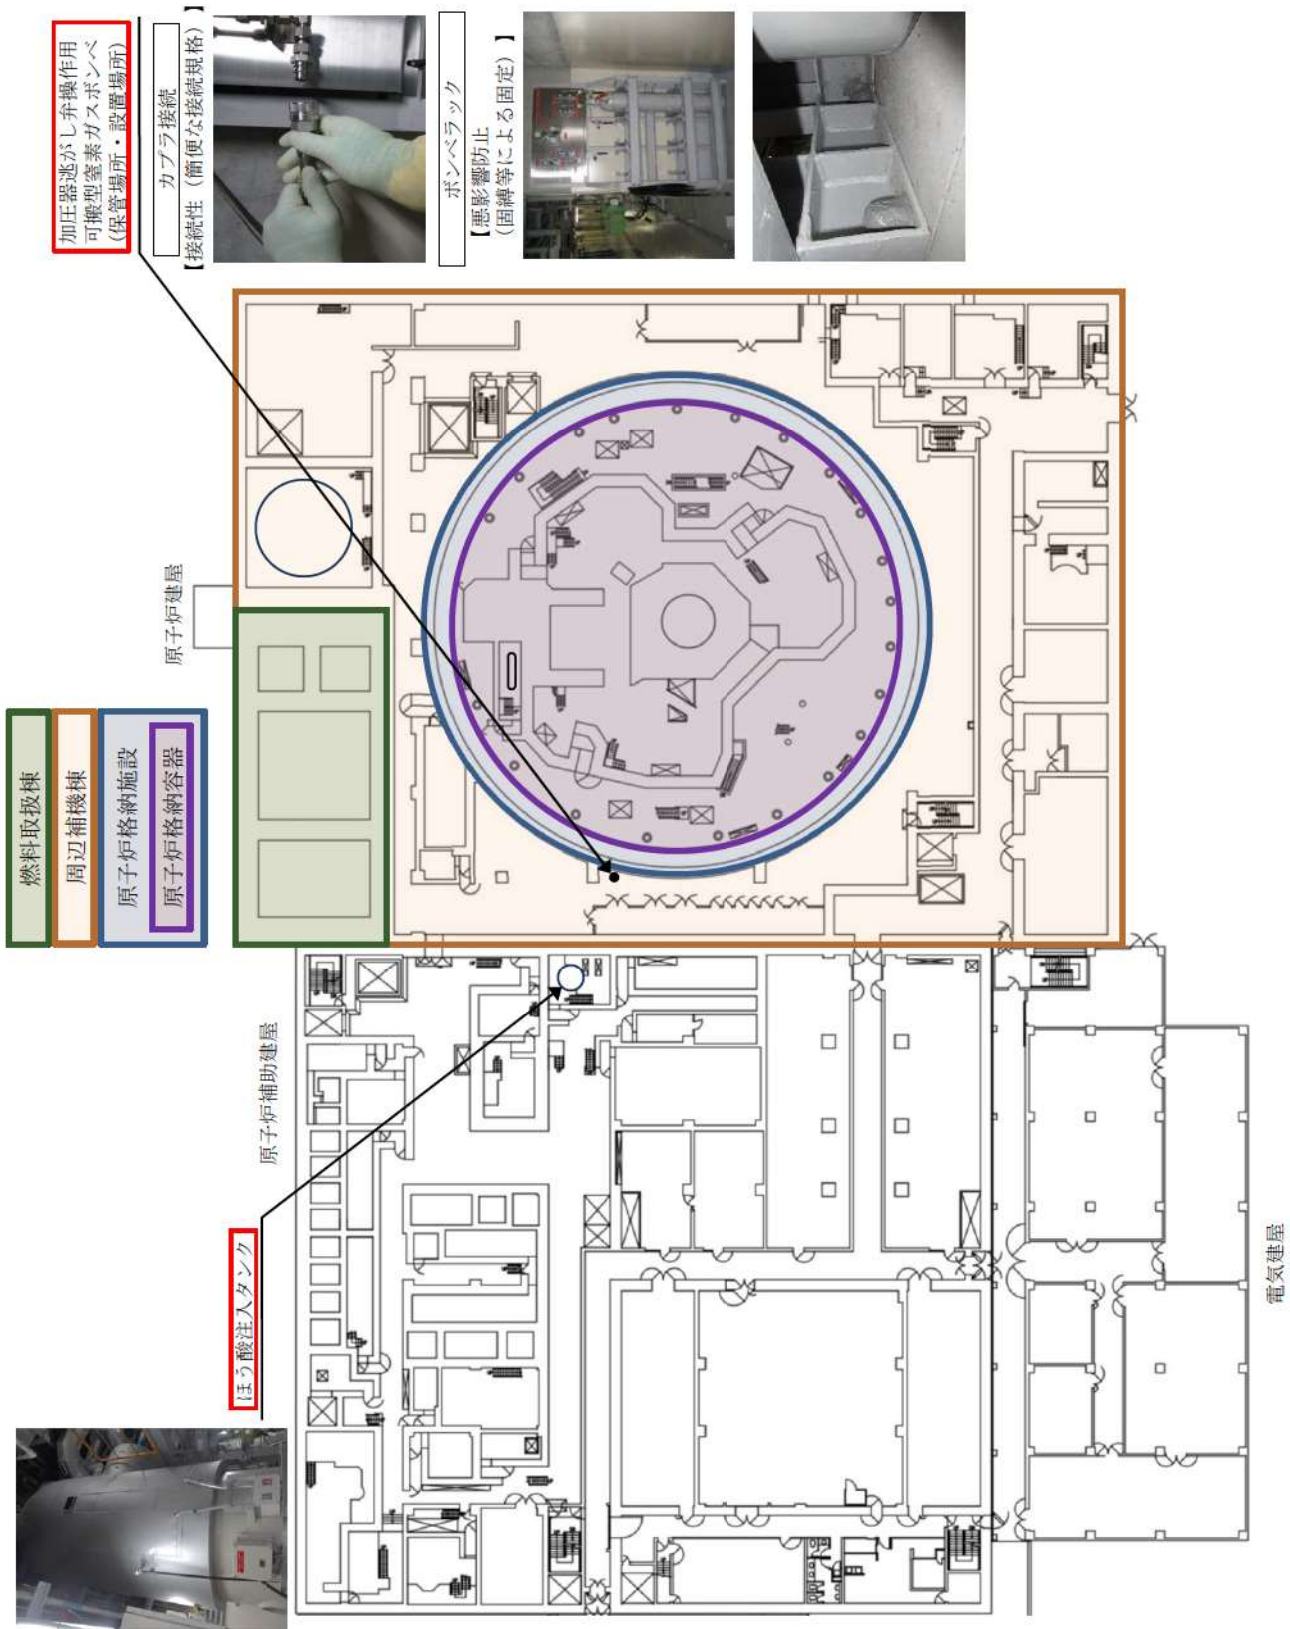 燃料取扱棟
周辺補機棟
原子炉格納施設
原子炉格納容器
加圧器逃がし弁操作用
可搬型窒素ガスボンベ
(保管場所・設置場所)
カプラ接続
【接続性（簡便な接続規格）】
ボンベラック
【悪影響防止
（固縛等による固定）】
原子炉建屋
原子炉補助建屋
ほう酸注入タンク
電気建屋